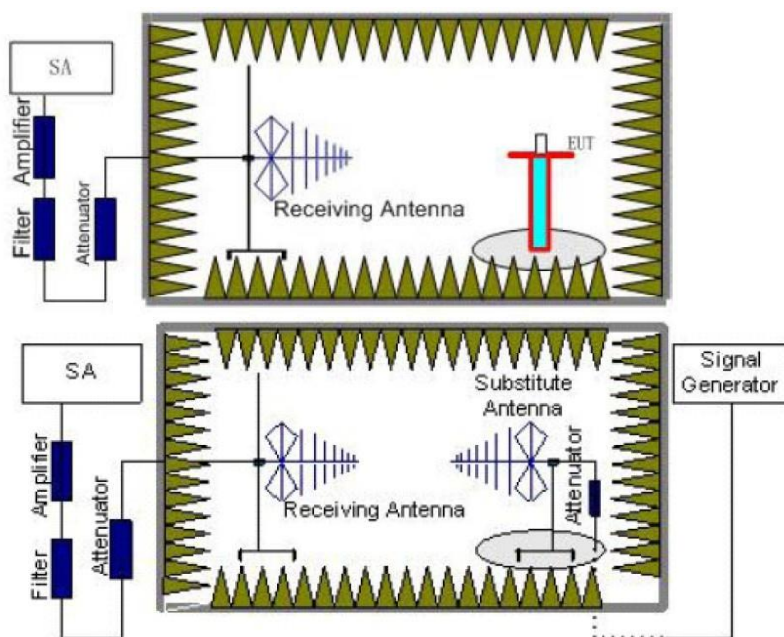 SA
Amplifier
Filter
Attenuator
Receiving Antenna
EUT
SA
Amplifier
Filter
Attenuator
Receiving Antenna
Substitute
Antenna
Attenuator
Signal
Generator